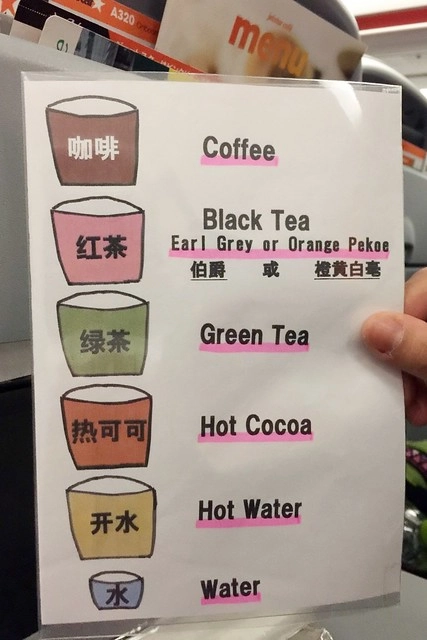 A320
menu
咖啡 Coffee
红茶 Black Tea
Earl Grey or Orange Pekoe
伯爵 或 橙黄白毫
绿茶 Green Tea
热可可 Hot Cocoa
开水 Hot Water
水 Water